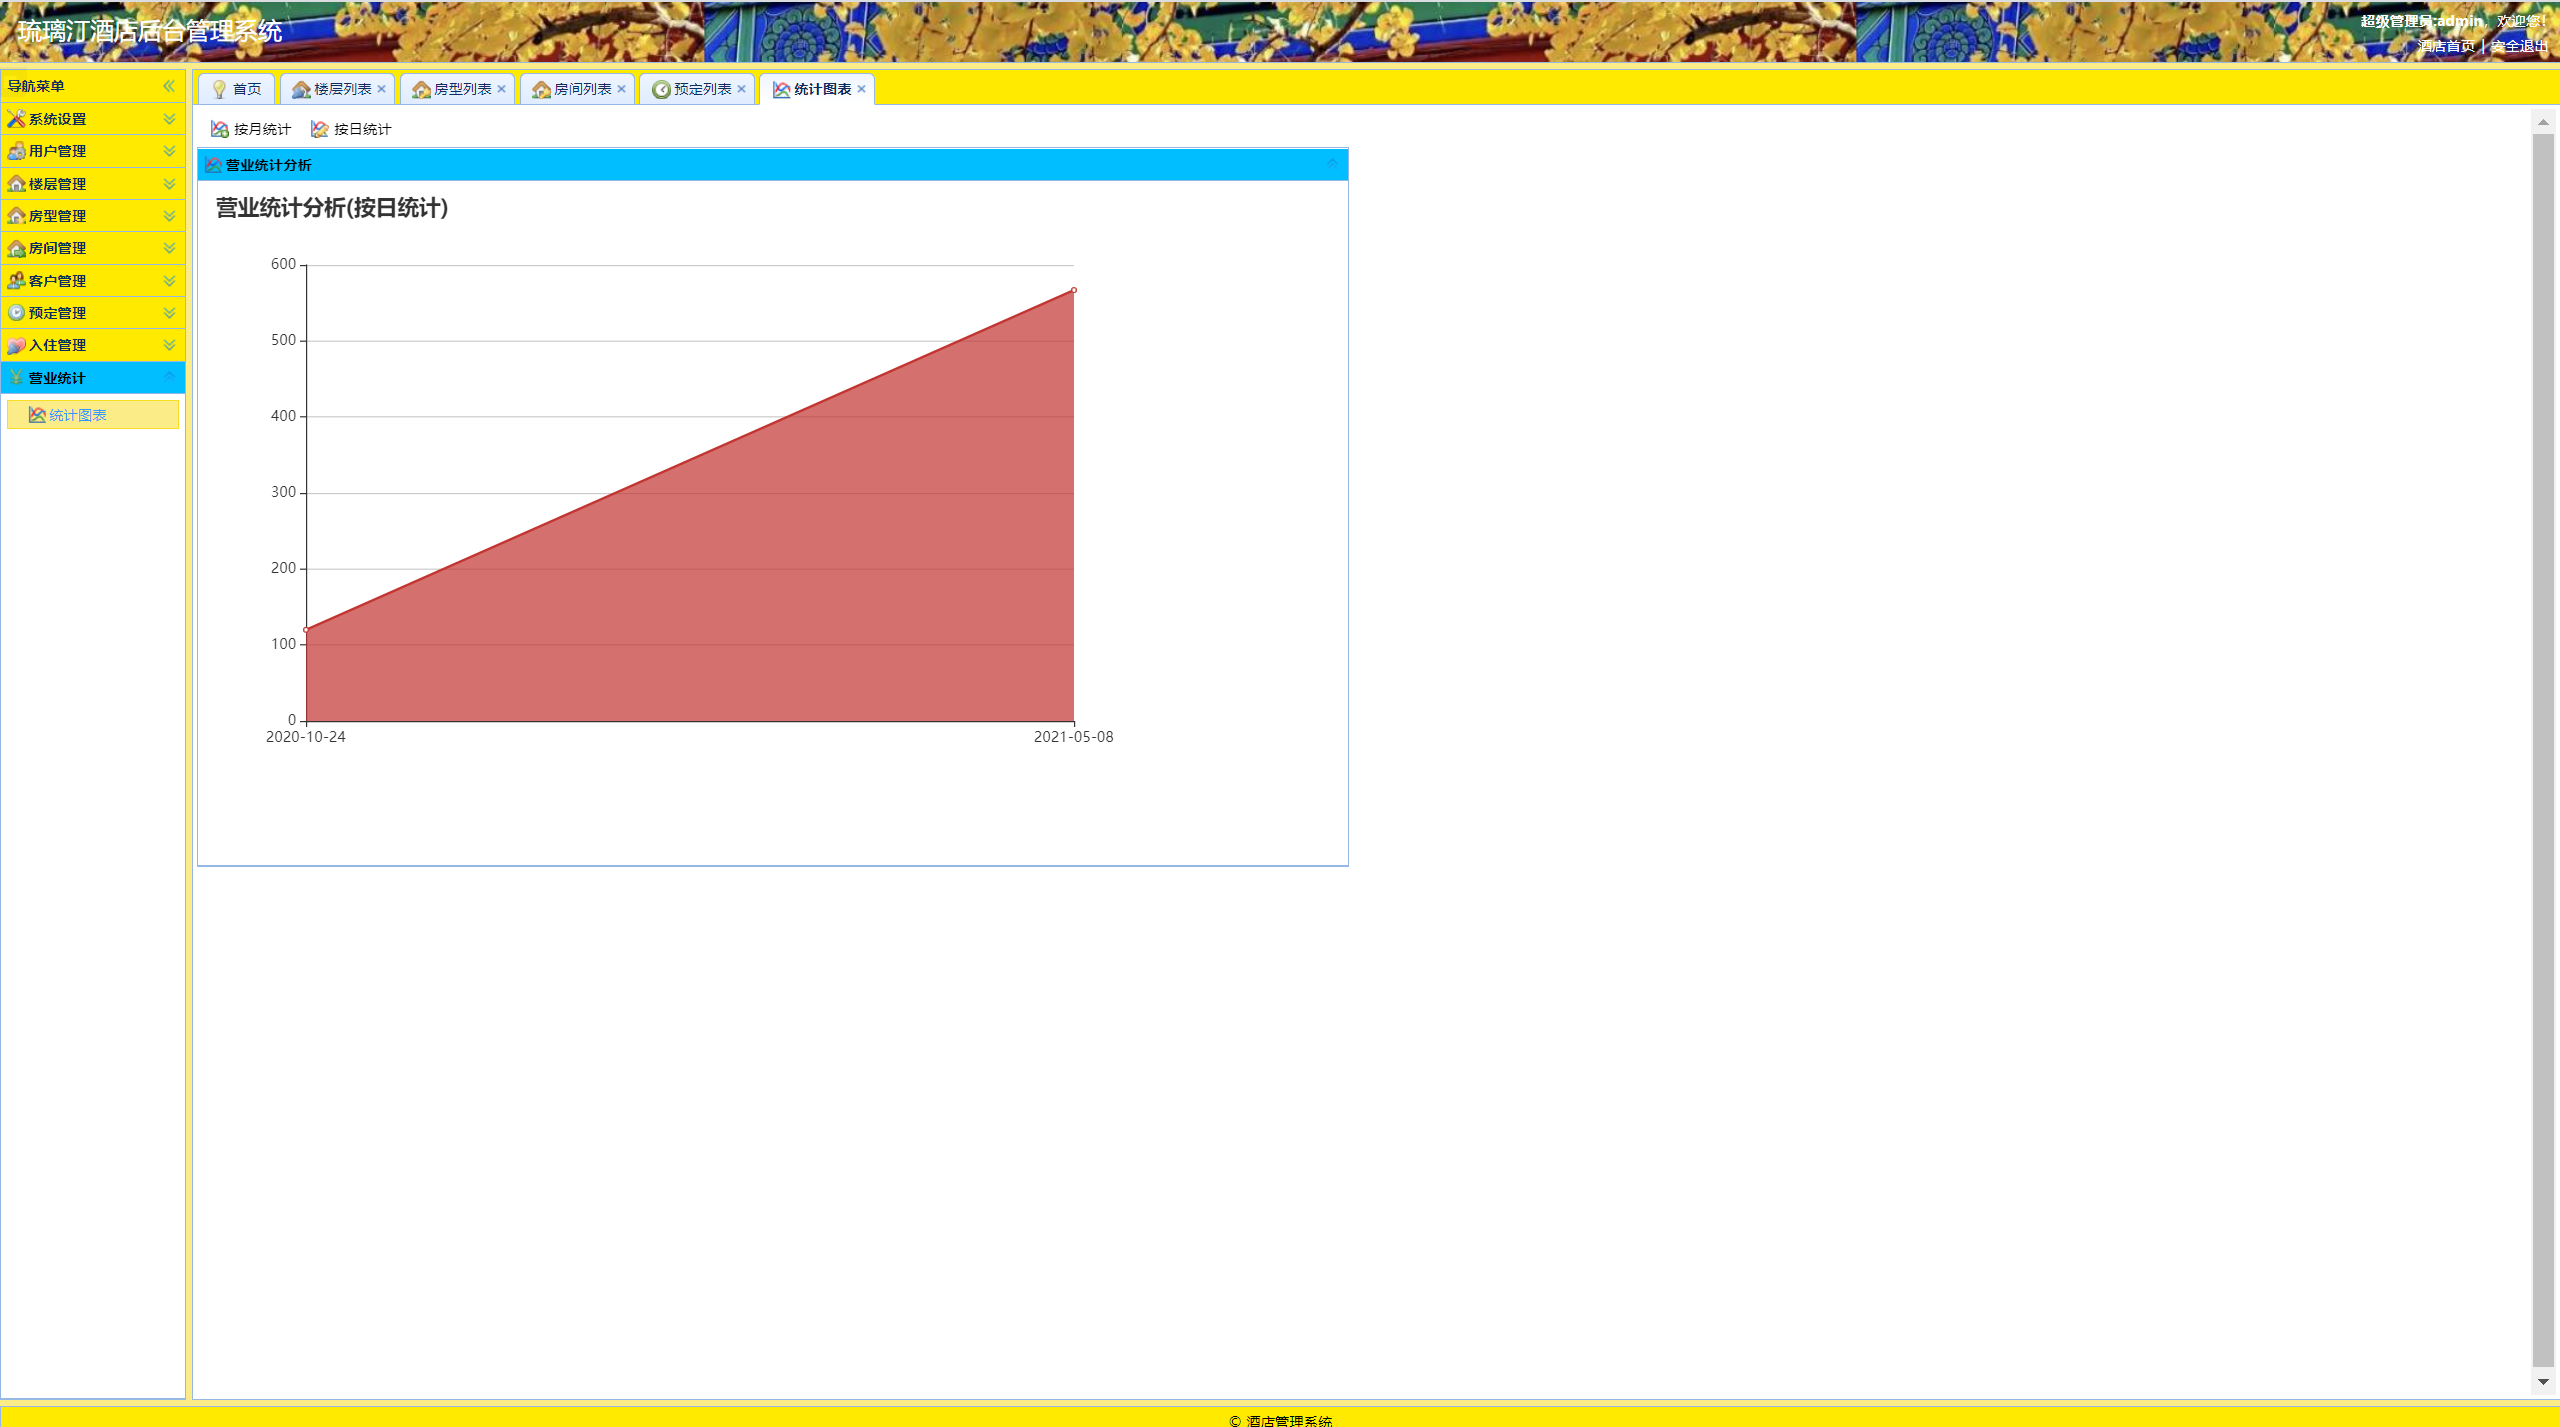 琉璃汀酒店后台管理系统
超级管理员:admin, 欢迎您!
酒店首页 | 安全退出
导航菜单
系统设置
用户管理
楼层管理
房型管理
房间管理
客户管理
预定管理
入住管理
营业统计
统计图表
首页 楼层列表 房型列表 房间列表 预定列表 统计图表
按月统计 按日统计
营业统计分析
营业统计分析(按日统计)
600
500
400
300
200
100
0
2020-10-24 2021-05-08
© 酒店管理系统